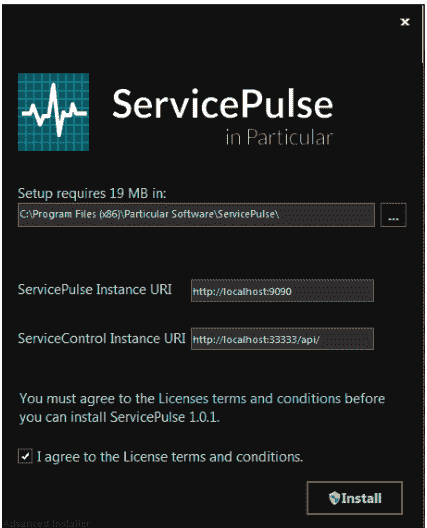 x
ServicePulse
in Particular
Setup requires 19 MB in:
C:\Program Files (x86)\Particular Software\ServicePulse\
...
ServicePulse Instance URI http://localhost:9090
ServiceControl Instance URI http://localhost:33333/api/
You must agree to the Licenses terms and conditions before
you can install ServicePulse 1.0.1.
I agree to the License terms and conditions.
Install
Advanced Installer